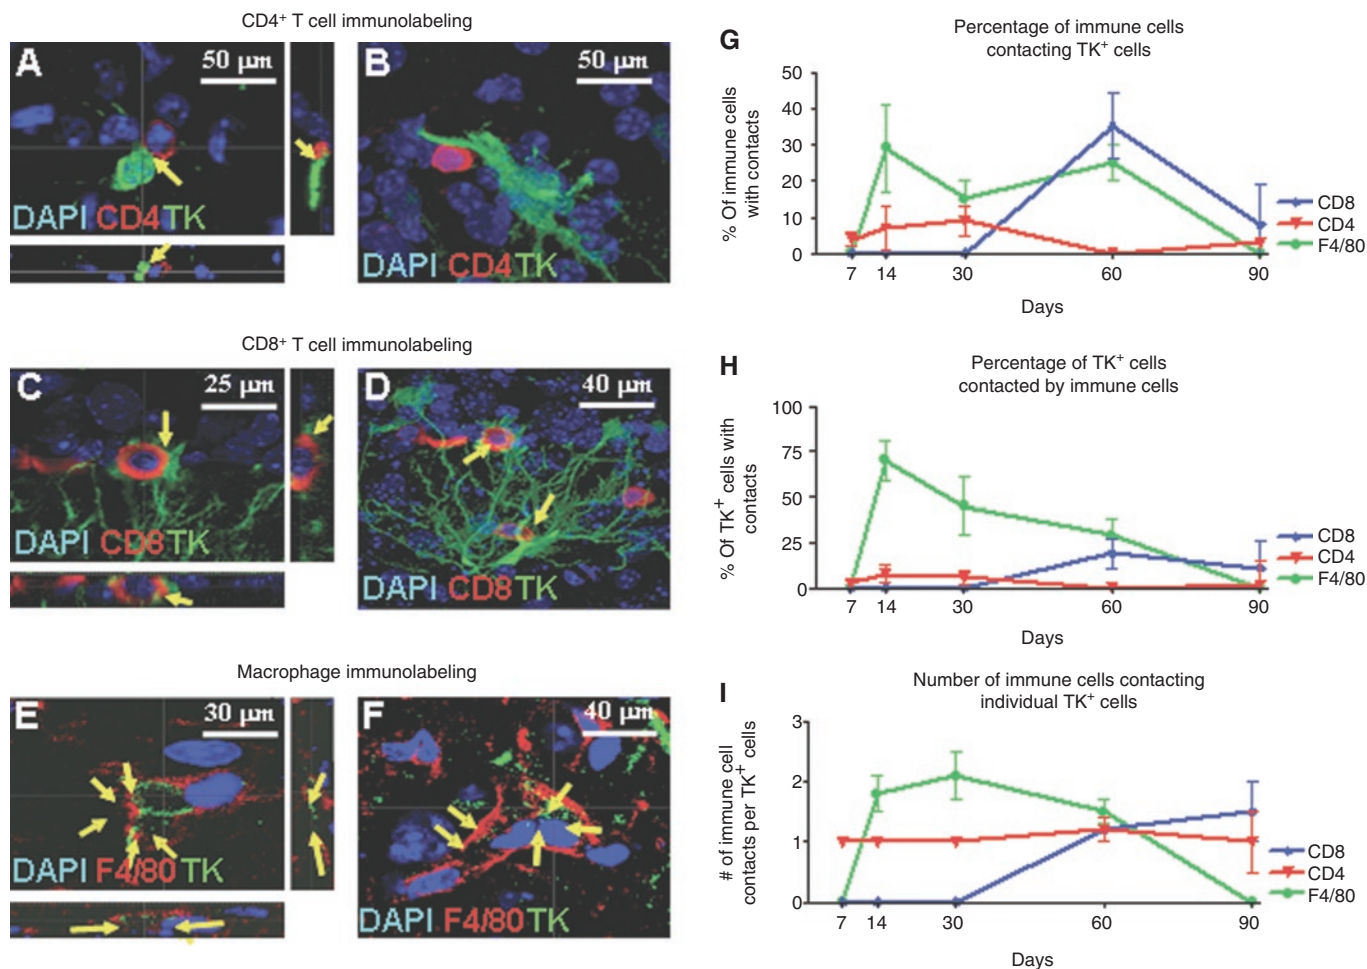 CD4+ T cell immunolabeling
A
50 µm
DAPI CD4 TK
B
50 µm
DAPI CD4 TK
CD8+ T cell immunolabeling
C
25 µm
DAPI CD8 TK
D
40 µm
DAPI CD8 TK
Macrophage immunolabeling
E
30 µm
DAPI F4/80 TK
F
40 µm
DAPI F4/80 TK
G
Percentage of immune cells
contacting TK+ cells
% Of immune cells
with contacts
50
40
30
20
10
0
7 14 30 60 90
Days
CD8
CD4
F4/80
H
Percentage of TK+ cells
contacted by immune cells
% Of TK+ cells with
contacts
100
75
50
25
0
7 14 30 60 90
Days
CD8
CD4
F4/80
I
Number of immune cells contacting
individual TK+ cells
# of immune cell
contacts per TK+ cells
3
2
1
0
7 14 30 60 90
Days
CD8
CD4
F4/80